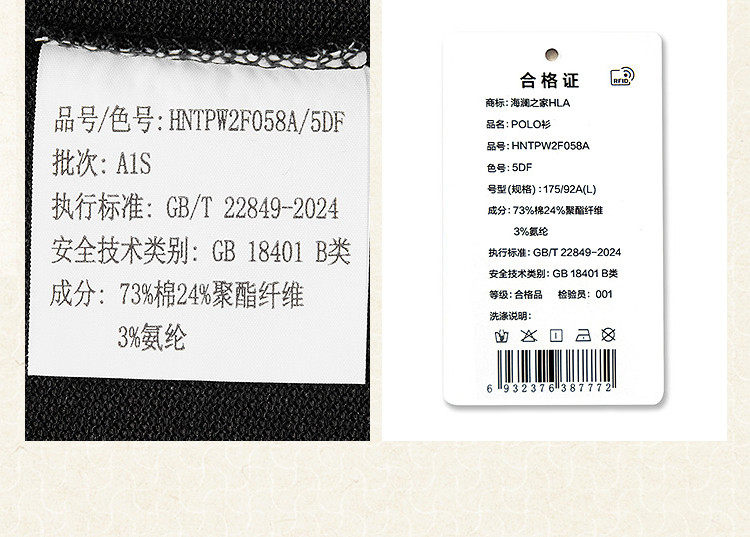 品号/色号: HNTPW2F058A/5DF
批次: A1S
执行标准: GB/T 22849-2024
安全技术类别: GB 18401 B类
成分: 73%棉24%聚酯纤维
3%氨纶
合格证
RFID
商标: 海澜之家HLA
品名: POLO衫
品号: HNTPW2F058A
色号: 5DF
号型(规格): 175/92A(L)
成分: 73%棉24%聚酯纤维
3%氨纶
执行标准: GB/T 22849-2024
安全技术类别: GB 18401 B类
等级: 合格品 检验员: 001
洗涤说明:
6 932376 387772